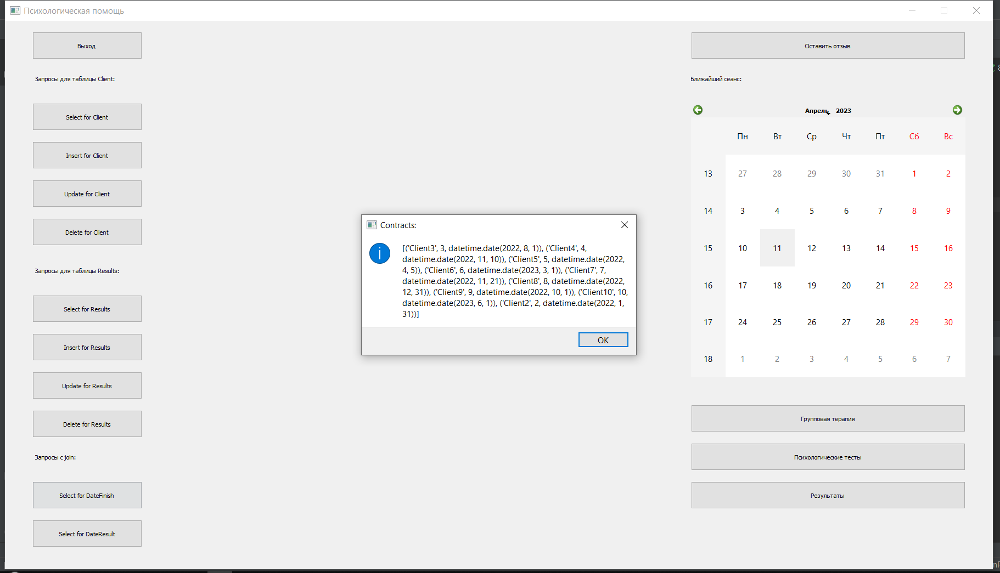 Психологическая помощь
Выход
Запросы для таблицы Client:
Select for Client
Insert for Client
Update for Client
Delete for Client
Запросы для таблицы Results:
Select for Results
Insert for Results
Update for Results
Delete for Results
Запросы с join:
Select for DateFinish
Select for DateResult
Contracts:
[('Client3', 3, datetime.date(2022, 8, 1)), ('Client4', 4,
datetime.date(2022, 11, 10)), ('Client5', 5, datetime.date(2022,
4, 5)), ('Client6', 6, datetime.date(2023, 3, 1)), ('Client7', 7,
datetime.date(2022, 11, 21)), ('Client8', 8, datetime.date(2022,
12, 31)), ('Client9', 9, datetime.date(2022, 10, 1)), ('Client10', 10,
datetime.date(2023, 6, 1)), ('Client2', 2, datetime.date(2022, 1,
31))]
OK
Оставить отзыв
Ближайший сеанс:
Апрель 2023
Пн Вт Ср Чт Пт Сб Вс
13 27 28 29 30 31 1 2
14 3 4 5 6 7 8 9
15 10 11 12 13 14 15 16
16 17 18 19 20 21 22 23
17 24 25 26 27 28 29 30
18 1 2 3 4 5 6 7
Групповая терапия
Психологические тесты
Результаты